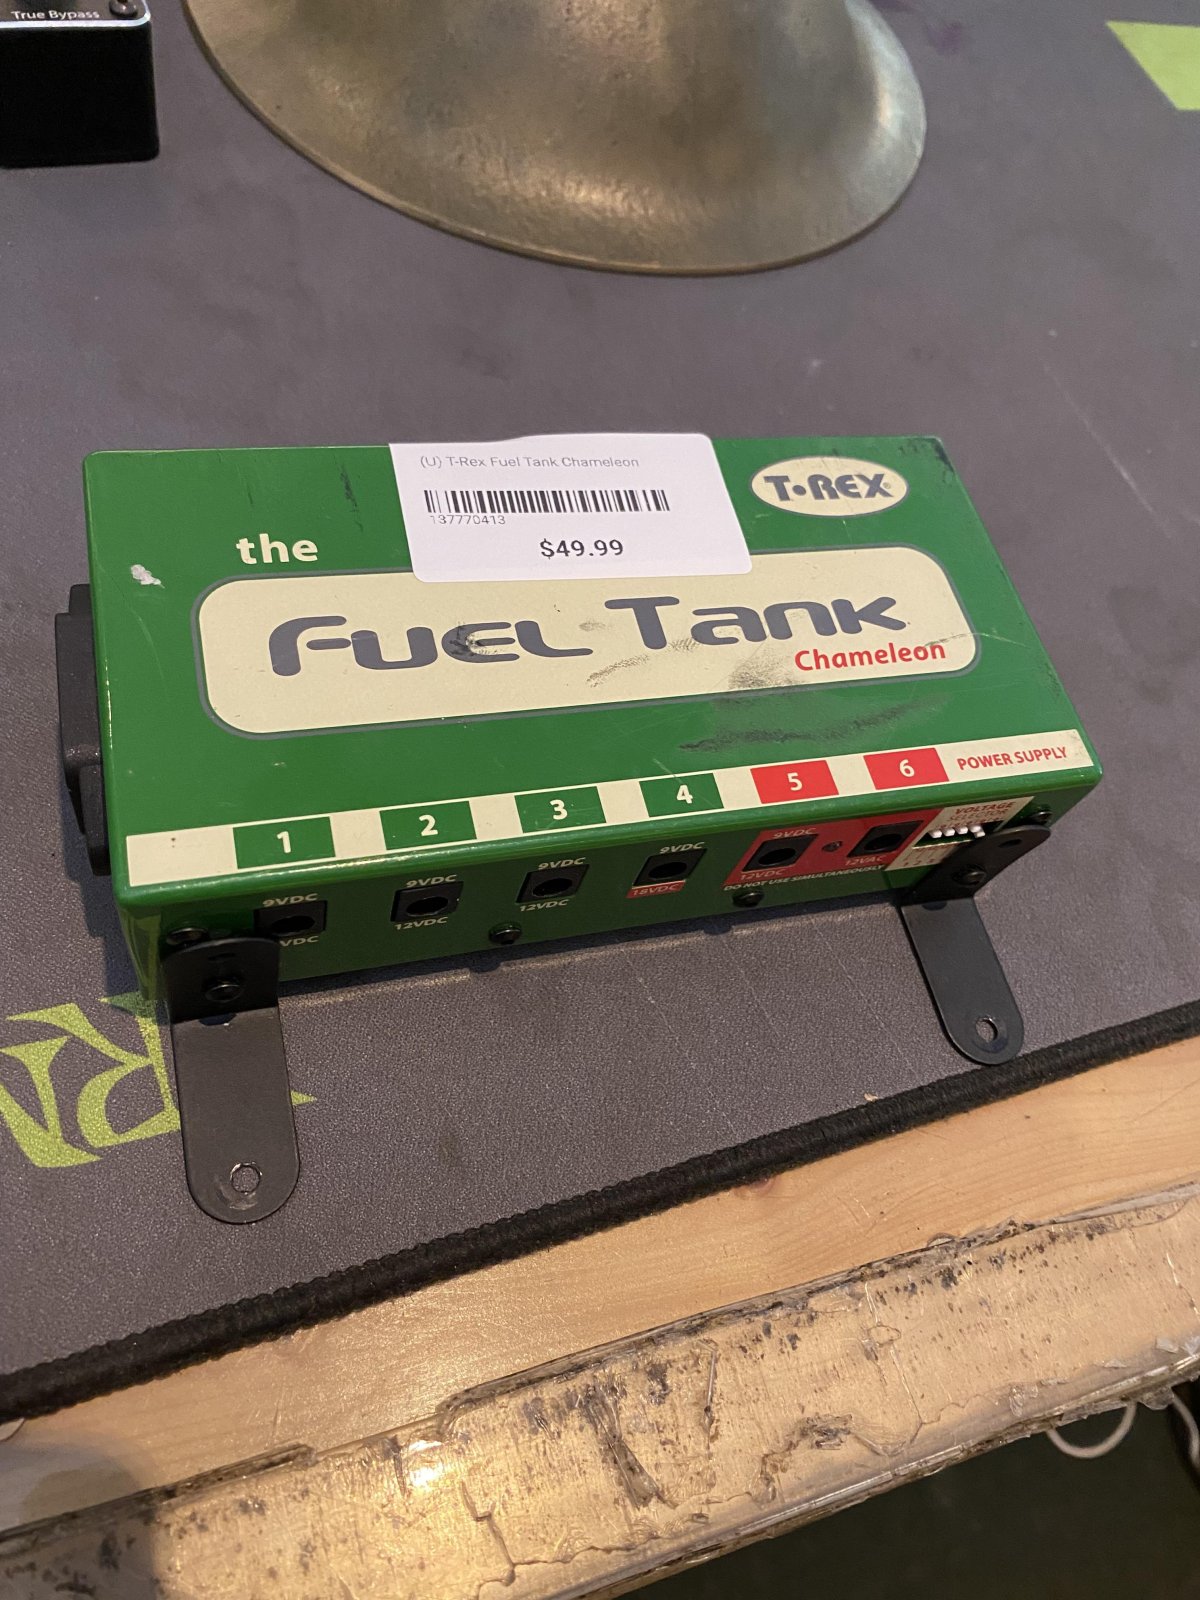 True Bypass
(U) T-Rex Fuel Tank Chameleon
137770413
$49.99
T-REX
the
Fuel Tank
Chameleon
1 2 3 4 5 6 POWER SUPPLY
VOLTAGE
9VDC
VDC
9VDC
12VDC
9VDC
12VDC
9VDC
18VDC
9VDC
12VDC
12VAC
DO NOT USE SIMULTANEOUSLY